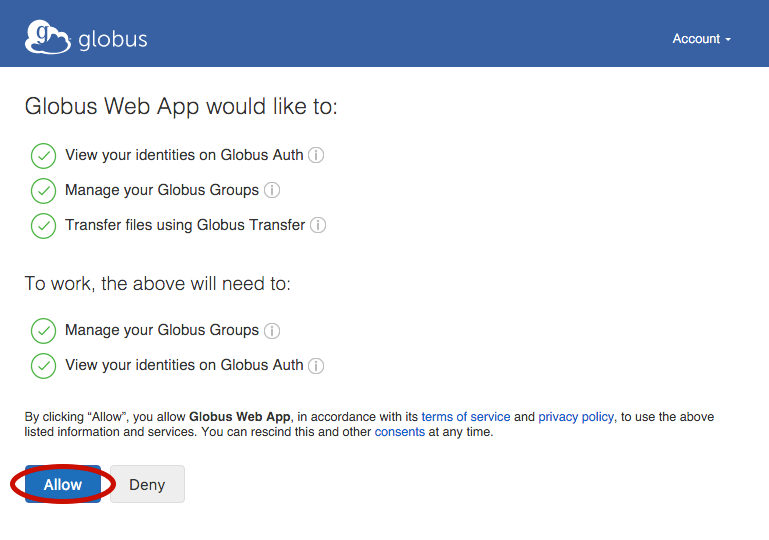 globus
Account
Globus Web App would like to:
View your identities on Globus Auth
Manage your Globus Groups
Transfer files using Globus Transfer
To work, the above will need to:
Manage your Globus Groups
View your identities on Globus Auth
By clicking “Allow”, you allow Globus Web App, in accordance with its terms of service and privacy policy, to use the above
listed information and services. You can rescind this and other consents at any time.
Allow
Deny